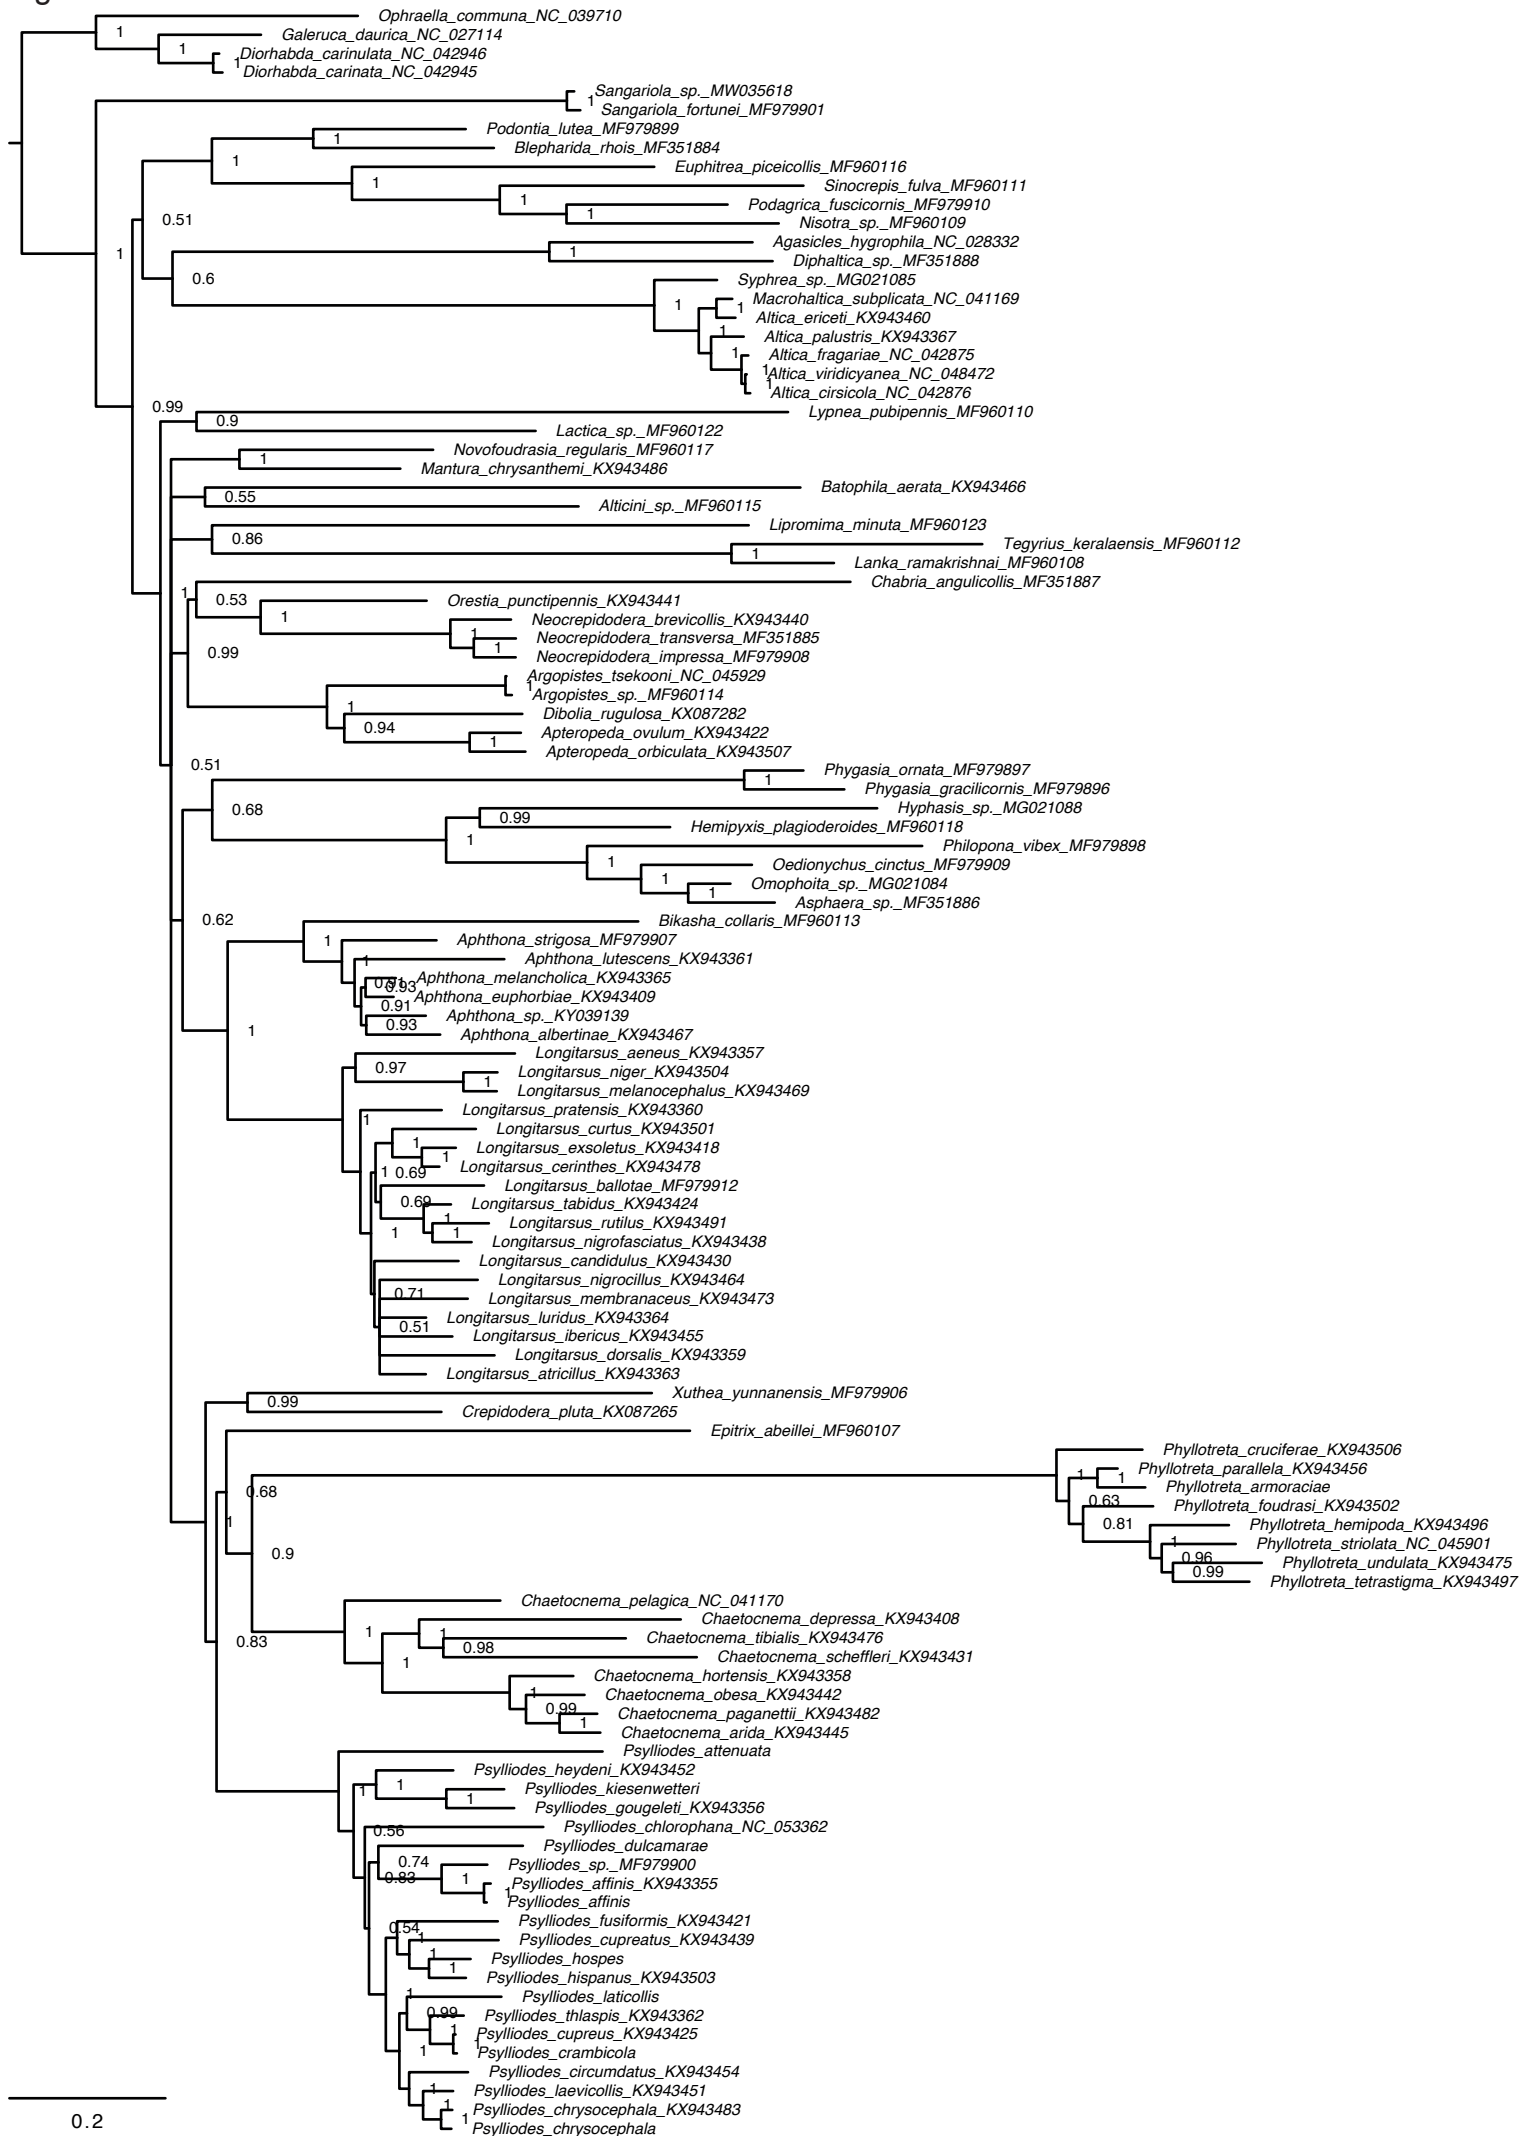 Ophraella_communa_NC_039710
1
Galeruca_daurica_NC_027114
1
Diorhabda_carinulata_NC_042946
1
Diorhabda_carinata_NC_042945
Sangariola_sp._MW035618
1
Sangariola_fortunei_MF979901
Podontia_lutea_MF979899
1
Blepharida_rhois_MF351884
1
Euphitrea_piceicollis_MF960116
1
Sinocrepis_fulva_MF960111
1
Podagrica_fuscicornis_MF979910
1
Nisotra_sp._MF960109
0.51
Agasicles_hygrophila_NC_028332
1
1
Diphaltica_sp._MF351888
0.6
Syphrea_sp._MG021085
1
Macrohaltica_subplicata_NC_041169
1
Altica_ericeti_KX943460
1
Altica_palustris_KX943367
1
Altica_fragariae_NC_042875
1
Altica_viridicyanea_NC_048472
1
Altica_cirsicola_NC_042876
0.99
Lypnea_pubipennis_MF960110
0.9
Lactica_sp._MF960122
Novofoudrasia_regularis_MF960117
1
Mantura_chrysanthemi_KX943486
Batophila_aerata_KX943466
0.55
Alticini_sp._MF960115
Lipromima_minuta_MF960123
0.86
Tegyrius_keralaensis_MF960112
1
Lanka_ramakrishnai_MF960108
Chabria_angulicollis_MF351887
1
0.53
Orestia_punctipennis_KX943441
1
Neocrepidodera_brevicollis_KX943440
1
Neocrepidodera_transversa_MF351885
1
0.99
Neocrepidodera_impressa_MF979908
Argopistes_tsekooni_NC_045929
1
Argopistes_sp._MF960114
1
Dibolia_rugulosa_KX087282
0.94
Apteropeda_ovulum_KX943422
1
Apteropeda_orbiculata_KX943507
0.51
Phygasia_ornata_MF979897
1
Phygasia_gracilicornis_MF979896
0.68
Hyphasis_sp._MG021088
0.99
Hemipyxis_plagioderoides_MF960118
1
Philopona_vibex_MF979898
1
Oedionychus_cinctus_MF979909
1
Omophoita_sp._MG021084
1
Asphaera_sp._MF351886
0.62
Bikasha_collaris_MF960113
1
Aphthona_strigosa_MF979907
1
Aphthona_lutescens_KX943361
Aphthona_melancholica_KX943365
0.91
0.93
Aphthona_euphorbiae_KX943409
0.91
Aphthona_sp._KY039139
0.93
1
Aphthona_albertinae_KX943467
Longitarsus_aeneus_KX943357
0.97
Longitarsus_niger_KX943504
1
Longitarsus_melanocephalus_KX943469
Longitarsus_pratensis_KX943360
1
Longitarsus_curtus_KX943501
1
Longitarsus_exsoletus_KX943418
1
Longitarsus_cerinthes_KX943478
1
0.69
Longitarsus_ballotae_MF979912
0.69
Longitarsus_tabidus_KX943424
1
Longitarsus_rutilus_KX943491
1
1
Longitarsus_nigrofasciatus_KX943438
Longitarsus_candidulus_KX943430
Longitarsus_nigrocillus_KX943464
0.71
Longitarsus_membranaceus_KX943473
Longitarsus_luridus_KX943364
0.51
Longitarsus_ibericus_KX943455
Longitarsus_dorsalis_KX943359
Longitarsus_atricillus_KX943363
Xuthea_yunnanensis_MF979906
0.99
Crepidodera_pluta_KX087265
Epitrix_abeillei_MF960107
Phyllotreta_cruciferae_KX943506
1
Phyllotreta_parallela_KX943456
1
Phyllotreta_armoraciae
0.68
0.63
Phyllotreta_foudrasi_KX943502
1
0.81
Phyllotreta_hemipoda_KX943496
1
Phyllotreta_striolata_NC_045901
0.9
0.96
Phyllotreta_undulata_KX943475
0.99
Phyllotreta_tetrastigma_KX943497
Chaetocnema_pelagica_NC_041170
Chaetocnema_depressa_KX943408
1
1
Chaetocnema_tibialis_KX943476
0.83
0.98
Chaetocnema_scheffleri_KX943431
1
Chaetocnema_hortensis_KX943358
1
Chaetocnema_obesa_KX943442
0.99
Chaetocnema_paganettii_KX943482
1
Chaetocnema_arida_KX943445
Psylliodes_attenuata
Psylliodes_heydeni_KX943452
1
1
Psylliodes_kiesenwetteri
1
Psylliodes_gougeleti_KX943356
0.56
Psylliodes_chlorophana_NC_053362
Psylliodes_dulcamarae
0.74
Psylliodes_sp._MF979900
0.83
1
Psylliodes_affinis_KX943355
1
Psylliodes_affinis
Psylliodes_fusiformis_KX943421
0.54
1
Psylliodes_cupreatus_KX943439
1
Psylliodes_hospes
1
Psylliodes_hispanus_KX943503
1
Psylliodes_laticollis
0.99
Psylliodes_thlaspis_KX943362
1
Psylliodes_cupreus_KX943425
1
1
Psylliodes_crambicola
Psylliodes_circumdatus_KX943454
1
Psylliodes_laevicollis_KX943451
1
Psylliodes_chrysocephala_KX943483
1
Psylliodes_chrysocephala
0.2